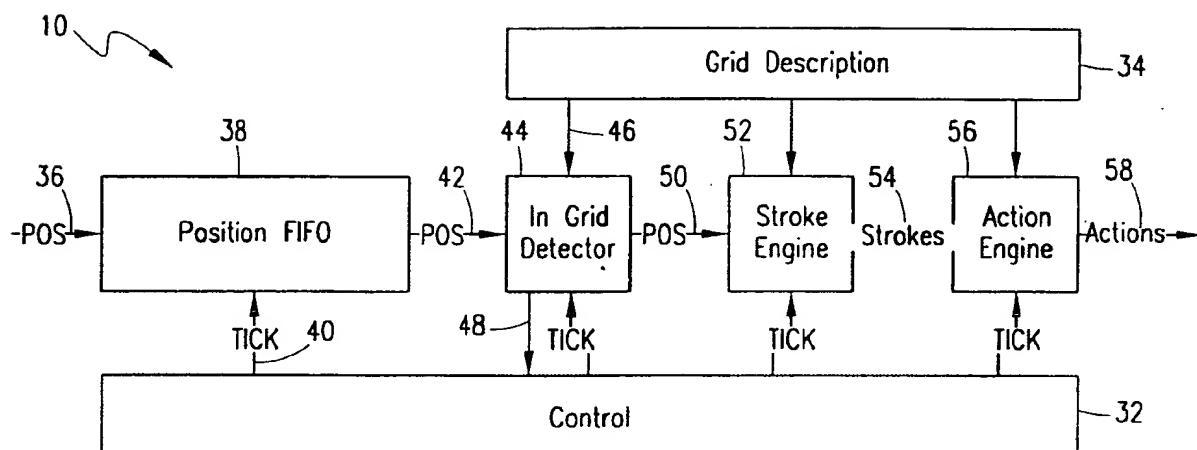 10
Grid Description
34
38
44
46
52
56
36
42
50
54
58
POS
Position FIFO
POS
In Grid
Detector
POS
Stroke
Engine
Strokes
Action
Engine
Actions
TICK
40
48
TICK
TICK
TICK
Control
32